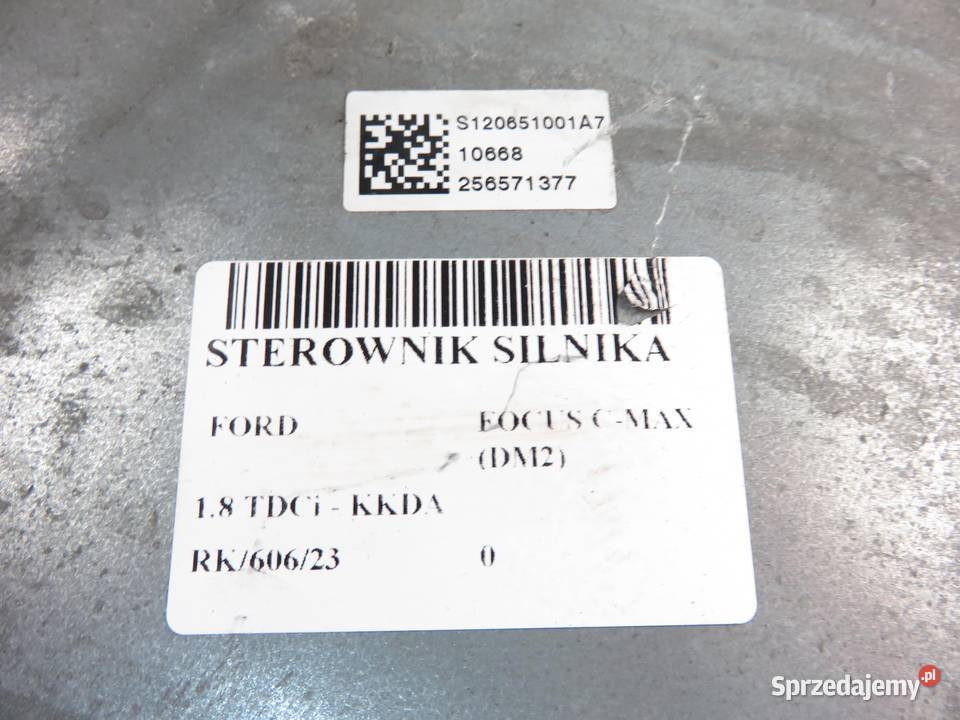 S120651001A7
10668
256571377
STEROWNIK SILNIKA
FORD FOCUS C-MAX
(DM2)
1.8 TDCi - KKDA
RK/606/23 0
Sprzedajemy.pl